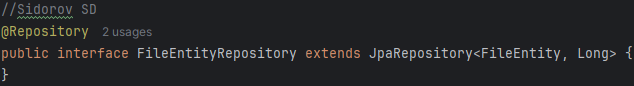 //Sidorov SD
@Repository 2 usages
public interface FileEntityRepository extends JpaRepository<FileEntity, Long> {
}